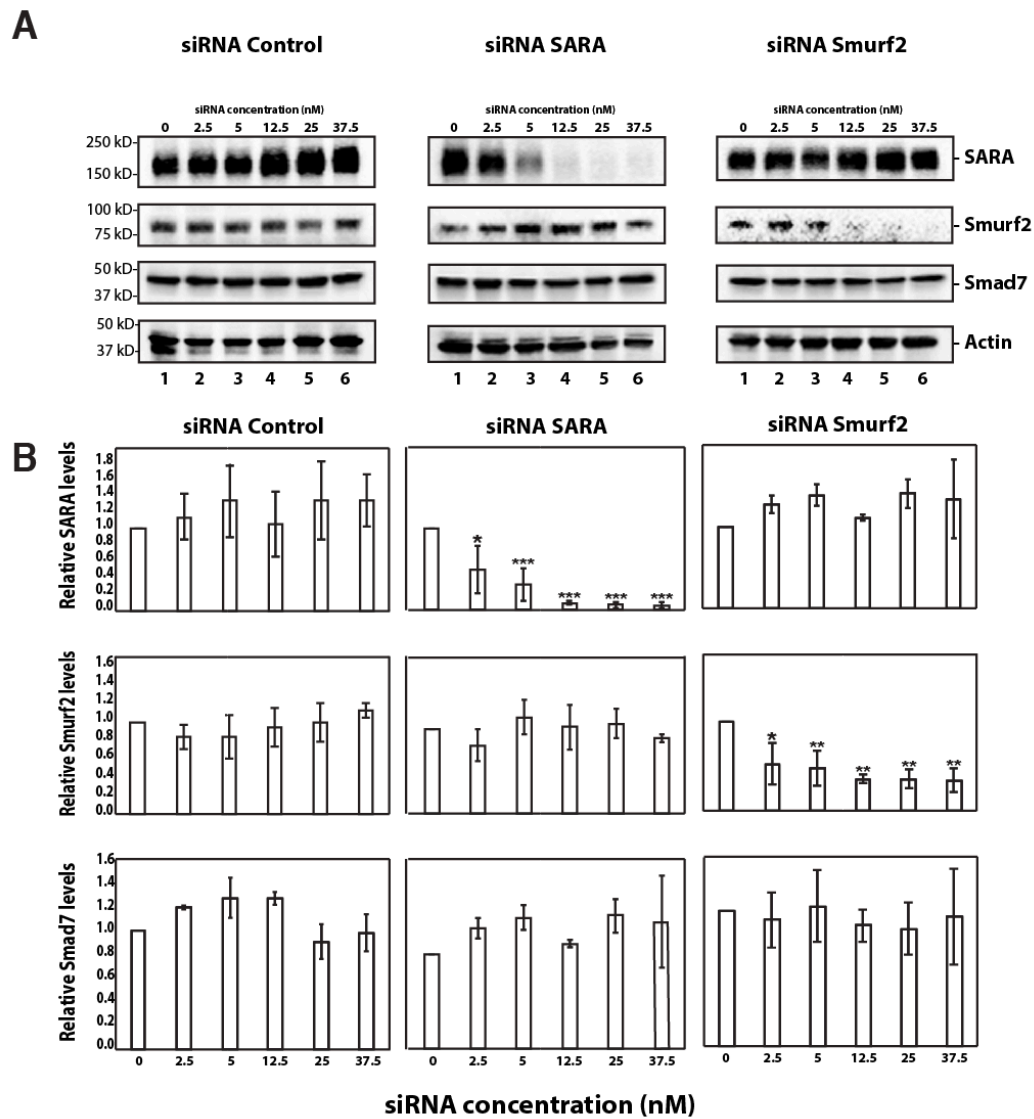 A
siRNA Control
siRNA SARA
siRNA Smurf2
siRNA concentration (nM)
siRNA concentration (nM)
siRNA concentration (nM)
0 2.5 5 12.5 25 37.5
0 2.5 5 12.5 25 37.5
0 2.5 5 12.5 25 37.5
250 kD-
150 kD-
- SARA
100 kD-
75 kD-
- Smurf2
50 kD-
37 kD-
- Smad7
50 kD-
37 kD-
- Actin
1 2 3 4 5 6
1 2 3 4 5 6
1 2 3 4 5 6
B
siRNA Control
siRNA SARA
siRNA Smurf2
Relative SARA levels
1.8
1.6
1.4
1.2
1.0
0.8
0.6
0.4
0.2
0.0
* *** *** *** ***
Relative Smurf2 levels
1.6
1.4
1.2
1.0
0.8
0.6
0.4
0.2
0.0
* ** ** ** **
Relative Smad7 levels
1.6
1.4
1.2
1.0
0.8
0.6
0.4
0.2
0.0
0 2.5 5 12.5 25 37.5
0 2.5 5 12.5 25 37.5
0 2.5 5 12.5 25 37.5
siRNA concentration (nM)